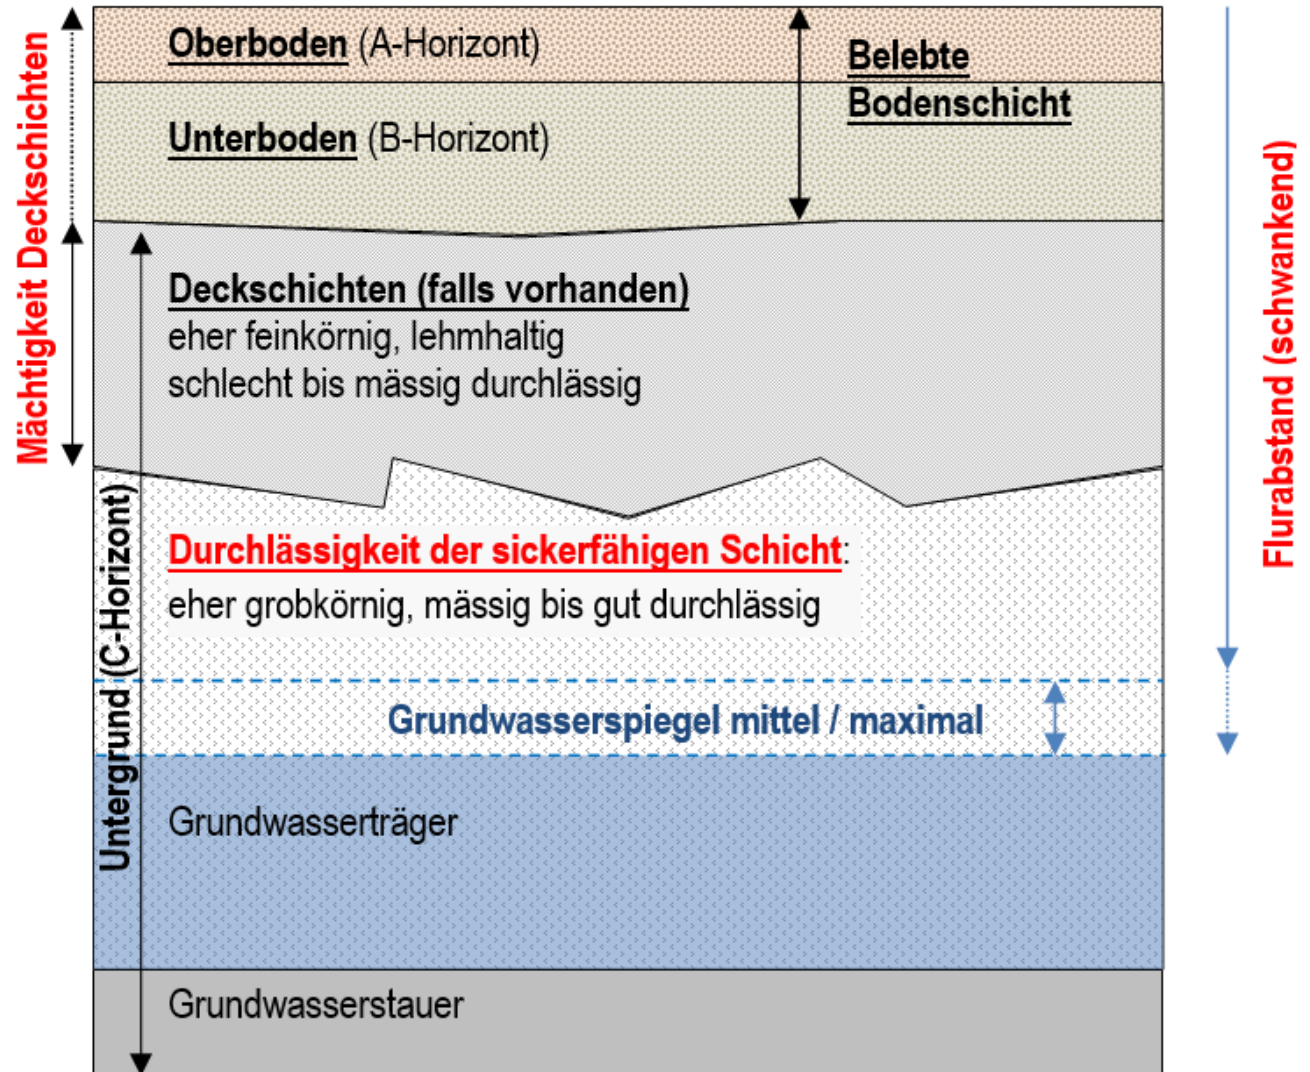 Oberboden (A-Horizont)
Belebte
Bodenschicht
Unterboden (B-Horizont)
Mächtigkeit Deckschichten
Deckschichten (falls vorhanden)
eher feinkörnig, lehmhaltig
schlecht bis mässig durchlässig
Flurabstand (schwankend)
Durchlässigkeit der sickerfähigen Schicht:
eher grobkörnig, mässig bis gut durchlässig
Untergrund (C-Horizont)
Grundwasserspiegel mittel / maximal
Grundwasserträger
Grundwasserstauer